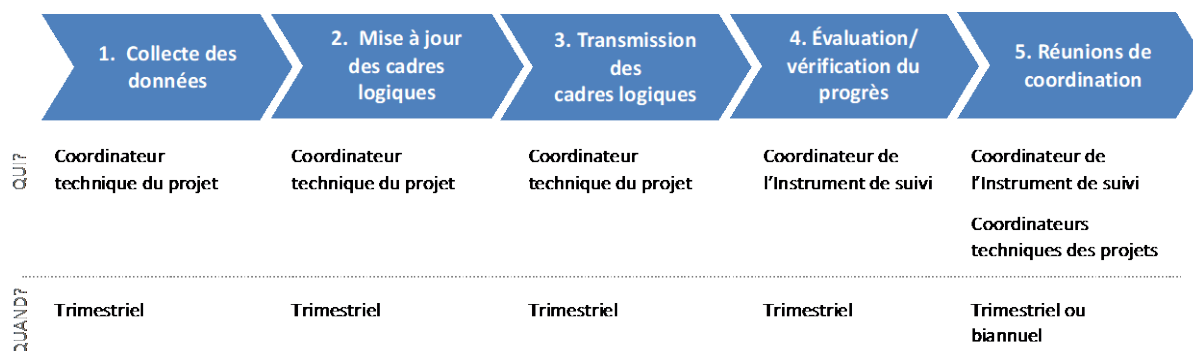 1. Collecte des
données
2. Mise à jour
des cadres
logiques
3. Transmission
des
cadres logiques
4. Évaluation/
vérification du
progrès
5. Réunions de
coordination
QUI?
Coordinateur
technique du projet
Coordinateur
technique du projet
Coordinateur
technique du projet
Coordinateur de
l'Instrument de suivi
Coordinateur de
l'Instrument de suivi
Coordinateurs
techniques des projets
QUAND?
Trimestriel
Trimestriel
Trimestriel
Trimestriel
Trimestriel ou
biannuel